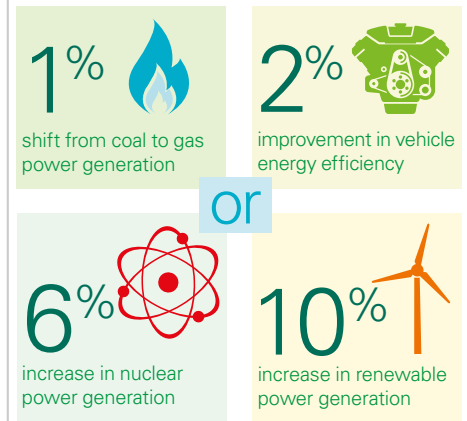 1%
shift from coal to gas
power generation
2%
improvement in vehicle
energy efficiency
or
6%
increase in nuclear
power generation
10%
increase in renewable
power generation